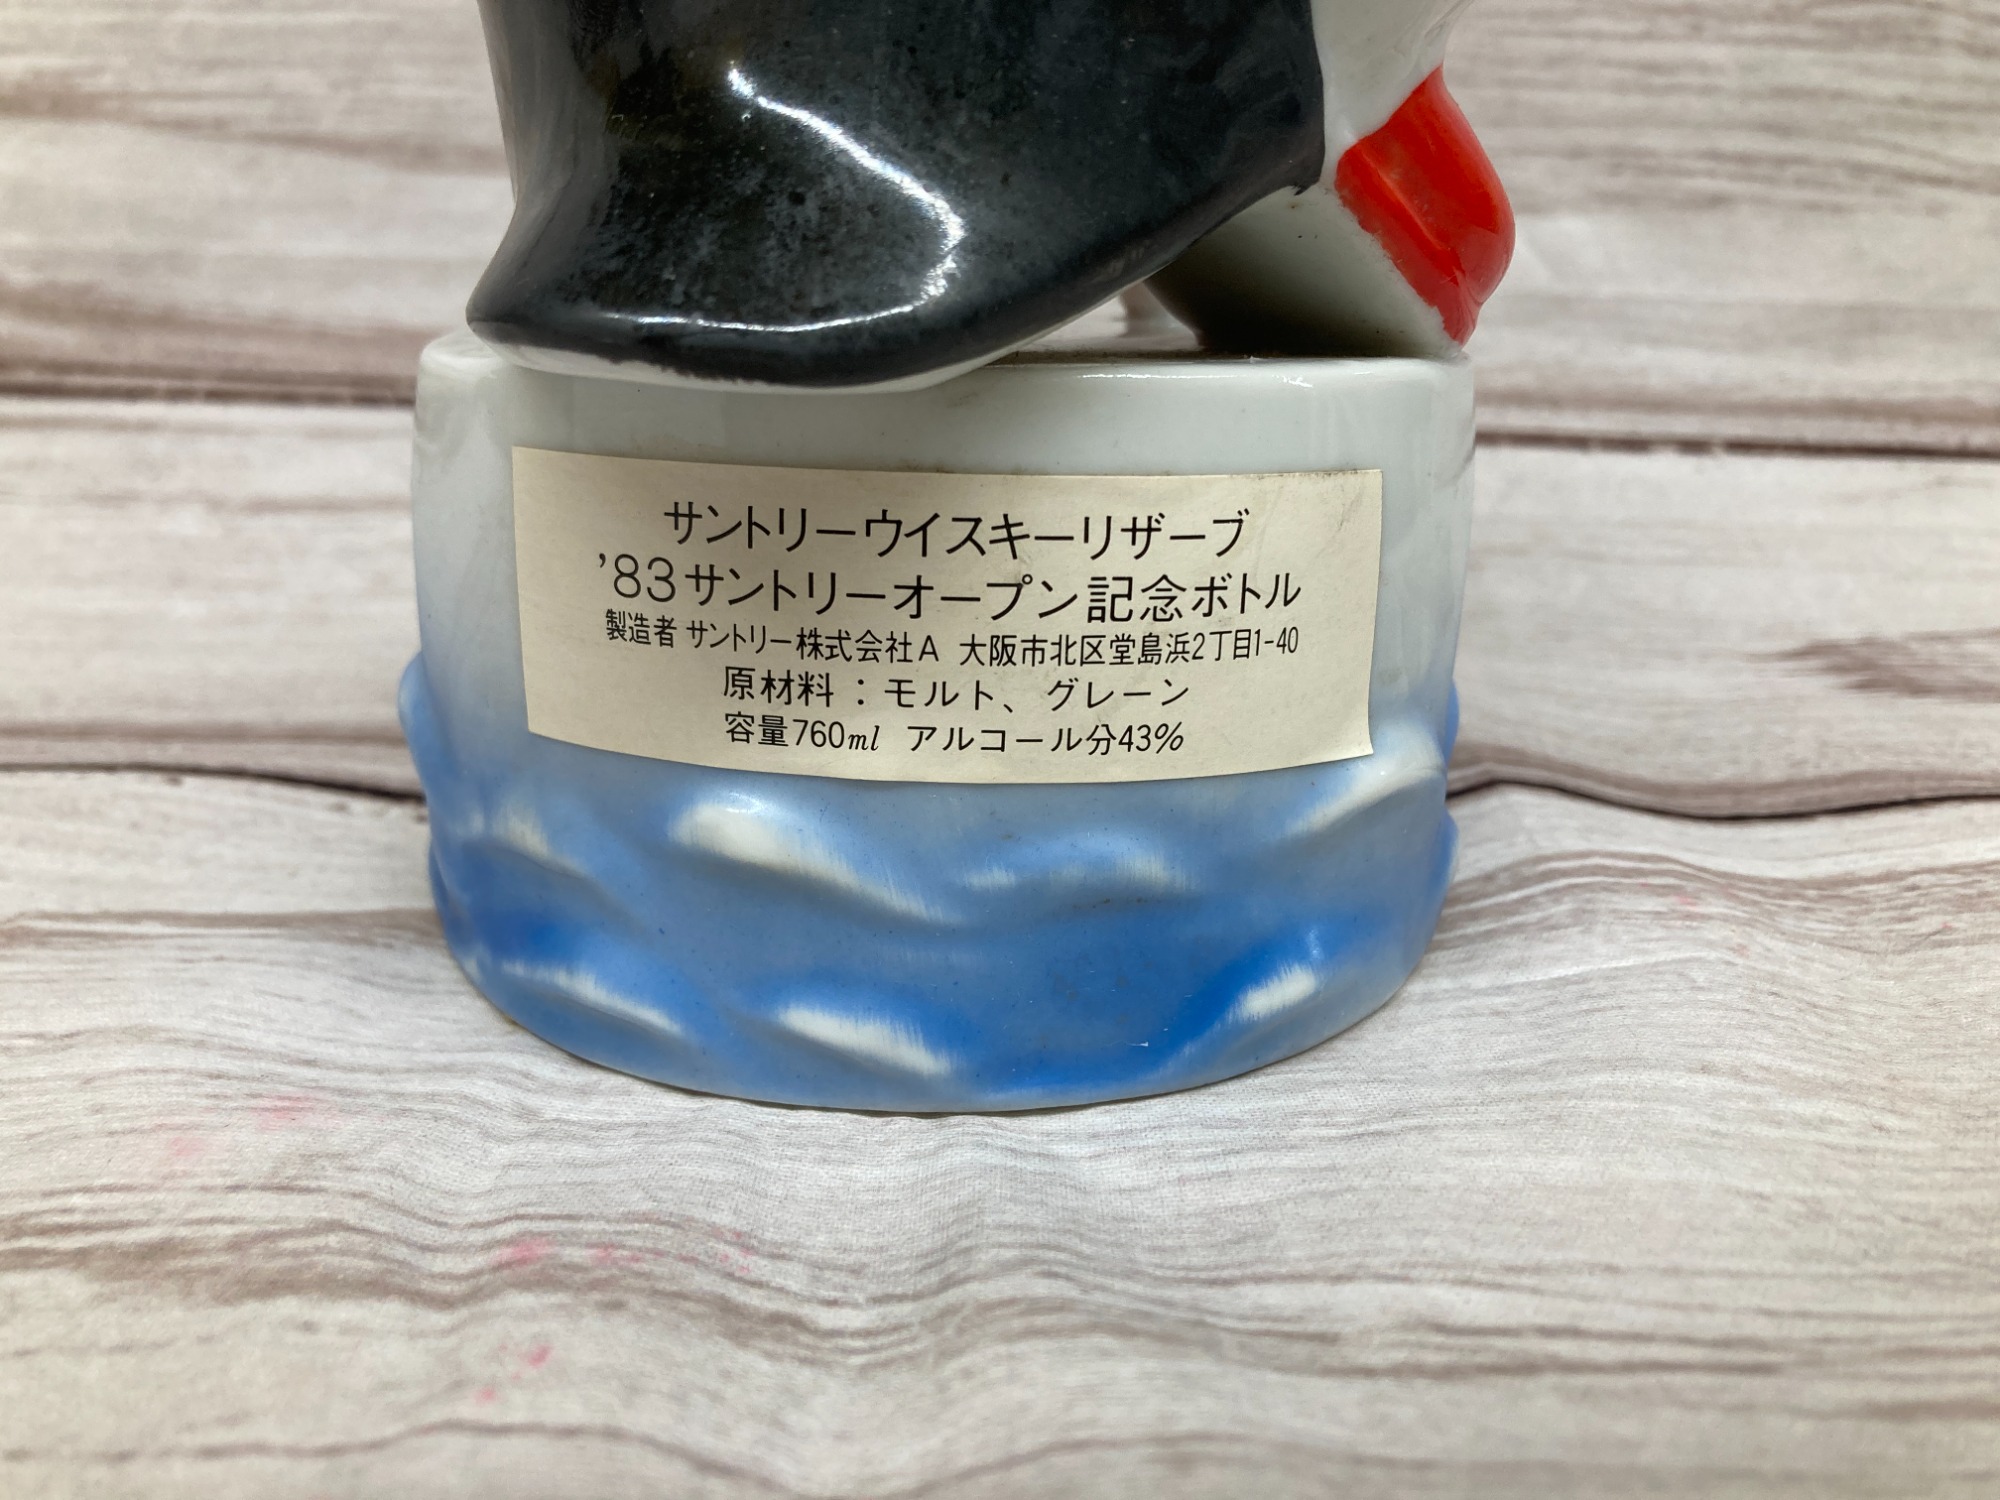 サントリーウイスキーリザーブ
'83サントリーオープン記念ボトル
製造者 サントリー株式会社A 大阪市北区堂島浜2丁目1-40
原材料：モルト、グレーン
容量760ml アルコール分43%